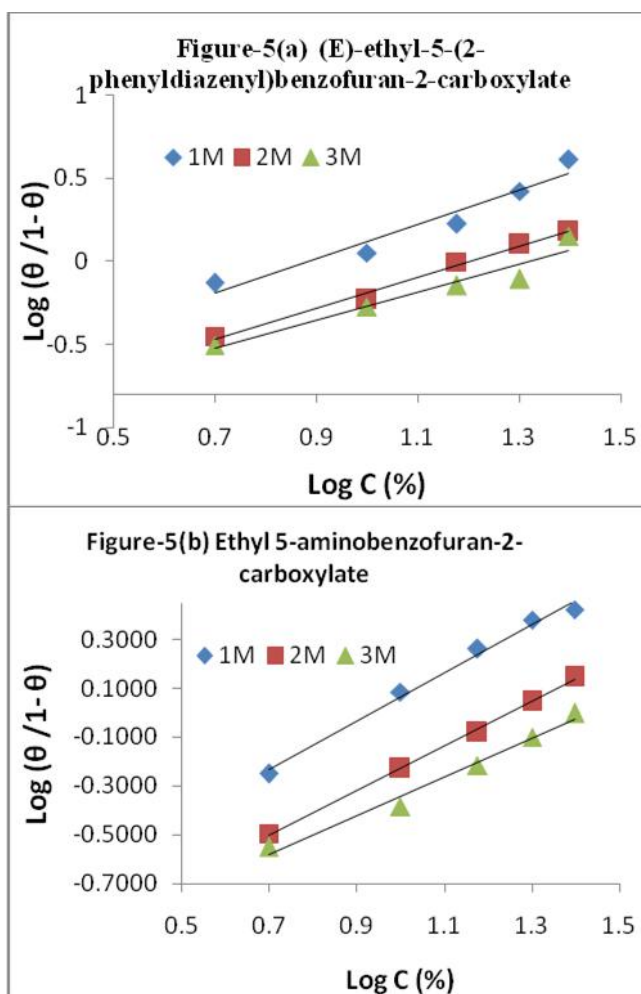 Figure-5(a) (E)-ethyl-5-(2-
phenyldiazenyl)benzofuran-2-carboxylate
1
1M 2M 3M
0.5
0
-0.5
-1
Log (θ /1- θ)
0.5 0.7 0.9 1.1 1.3 1.5
Log C (%)
Figure-5(b) Ethyl 5-aminobenzofuran-2-
carboxylate
0.3000
1M 2M 3M
0.1000
-0.1000
-0.3000
-0.5000
-0.7000
Log (θ /1- θ)
0.5 0.7 0.9 1.1 1.3 1.5
Log C (%)